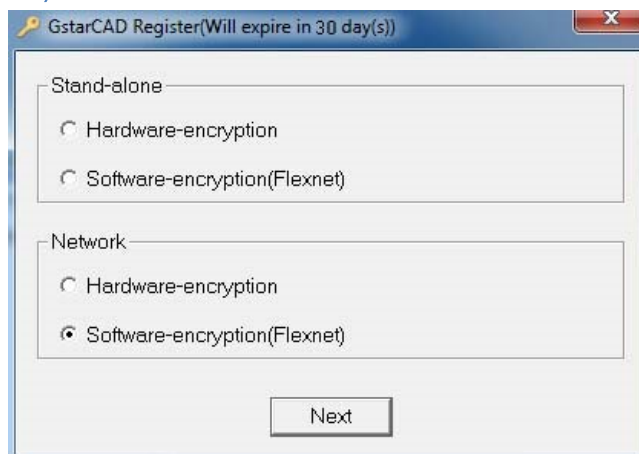 GstarCAD Register(Will expire in 30 day(s))
Stand-alone
Hardware-encryption
Software-encryption(Flexnet)
Network
Hardware-encryption
Software-encryption(Flexnet)
Next